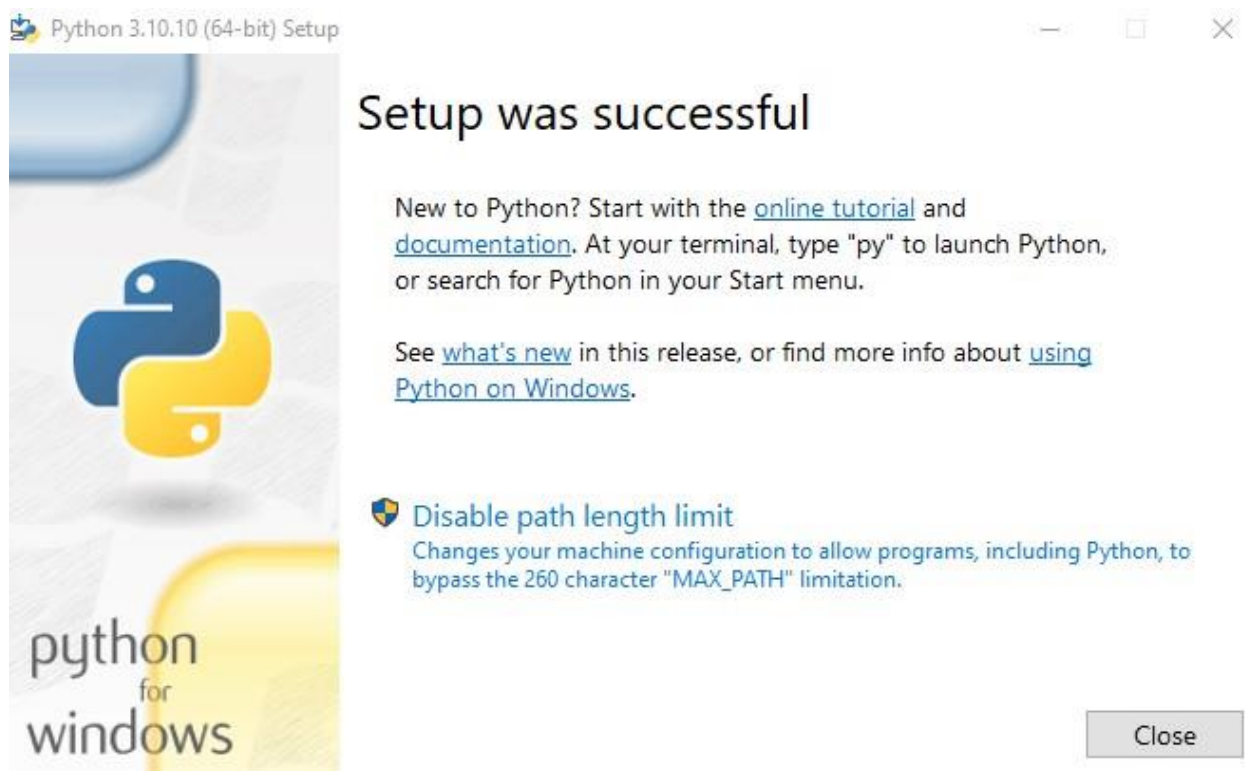 Python 3.10.10 (64-bit) Setup
Setup was successful
New to Python? Start with the online tutorial and
documentation. At your terminal, type "py" to launch Python,
or search for Python in your Start menu.
See what's new in this release, or find more info about using
Python on Windows.
Disable path length limit
Changes your machine configuration to allow programs, including Python, to
bypass the 260 character "MAX_PATH" limitation.
python
for
windows
Close